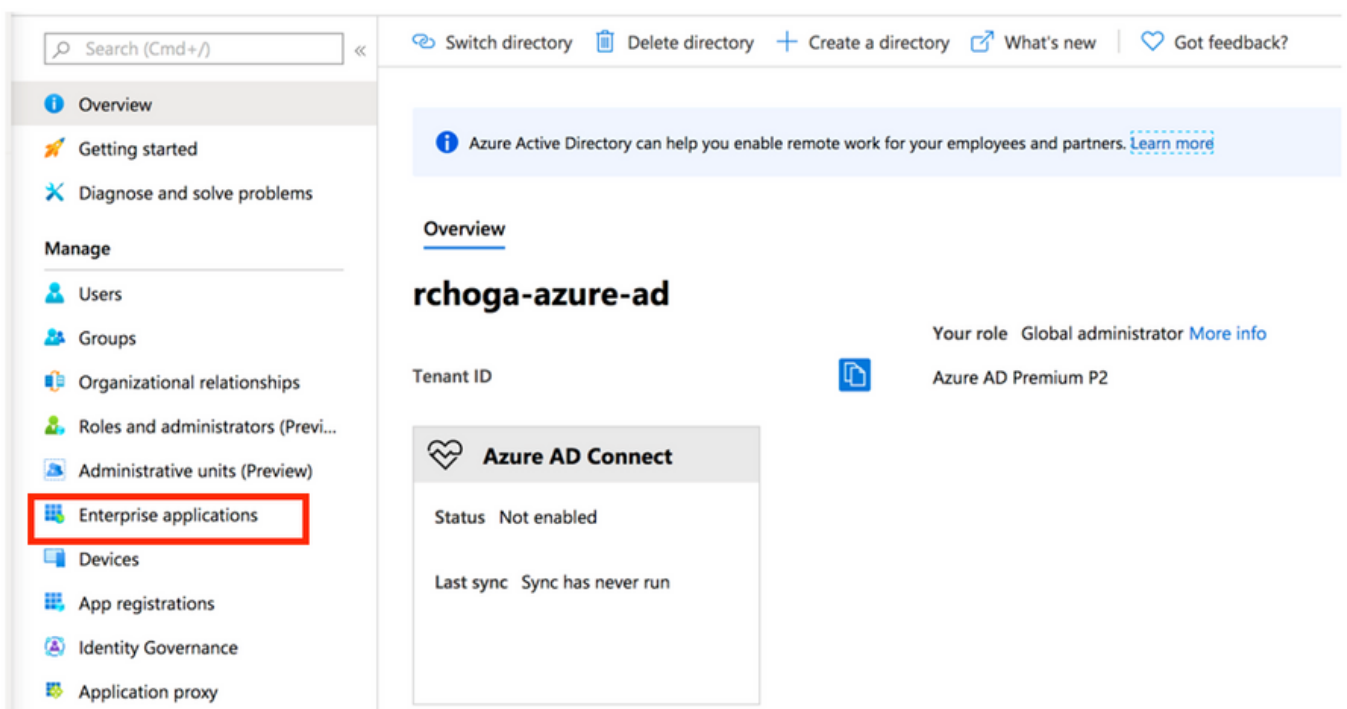 Search (Cmd+/)
«
Switch directory
Delete directory
Create a directory
What's new
Got feedback?
Overview
Getting started
Diagnose and solve problems
Manage
Users
Groups
Organizational relationships
Roles and administrators (Previ...
Administrative units (Preview)
Enterprise applications
Devices
App registrations
Identity Governance
Application proxy
Azure Active Directory can help you enable remote work for your employees and partners. Learn more
Overview
rchoga-azure-ad
Your role Global administrator More info
Tenant ID
Azure AD Premium P2
Azure AD Connect
Status Not enabled
Last sync Sync has never run